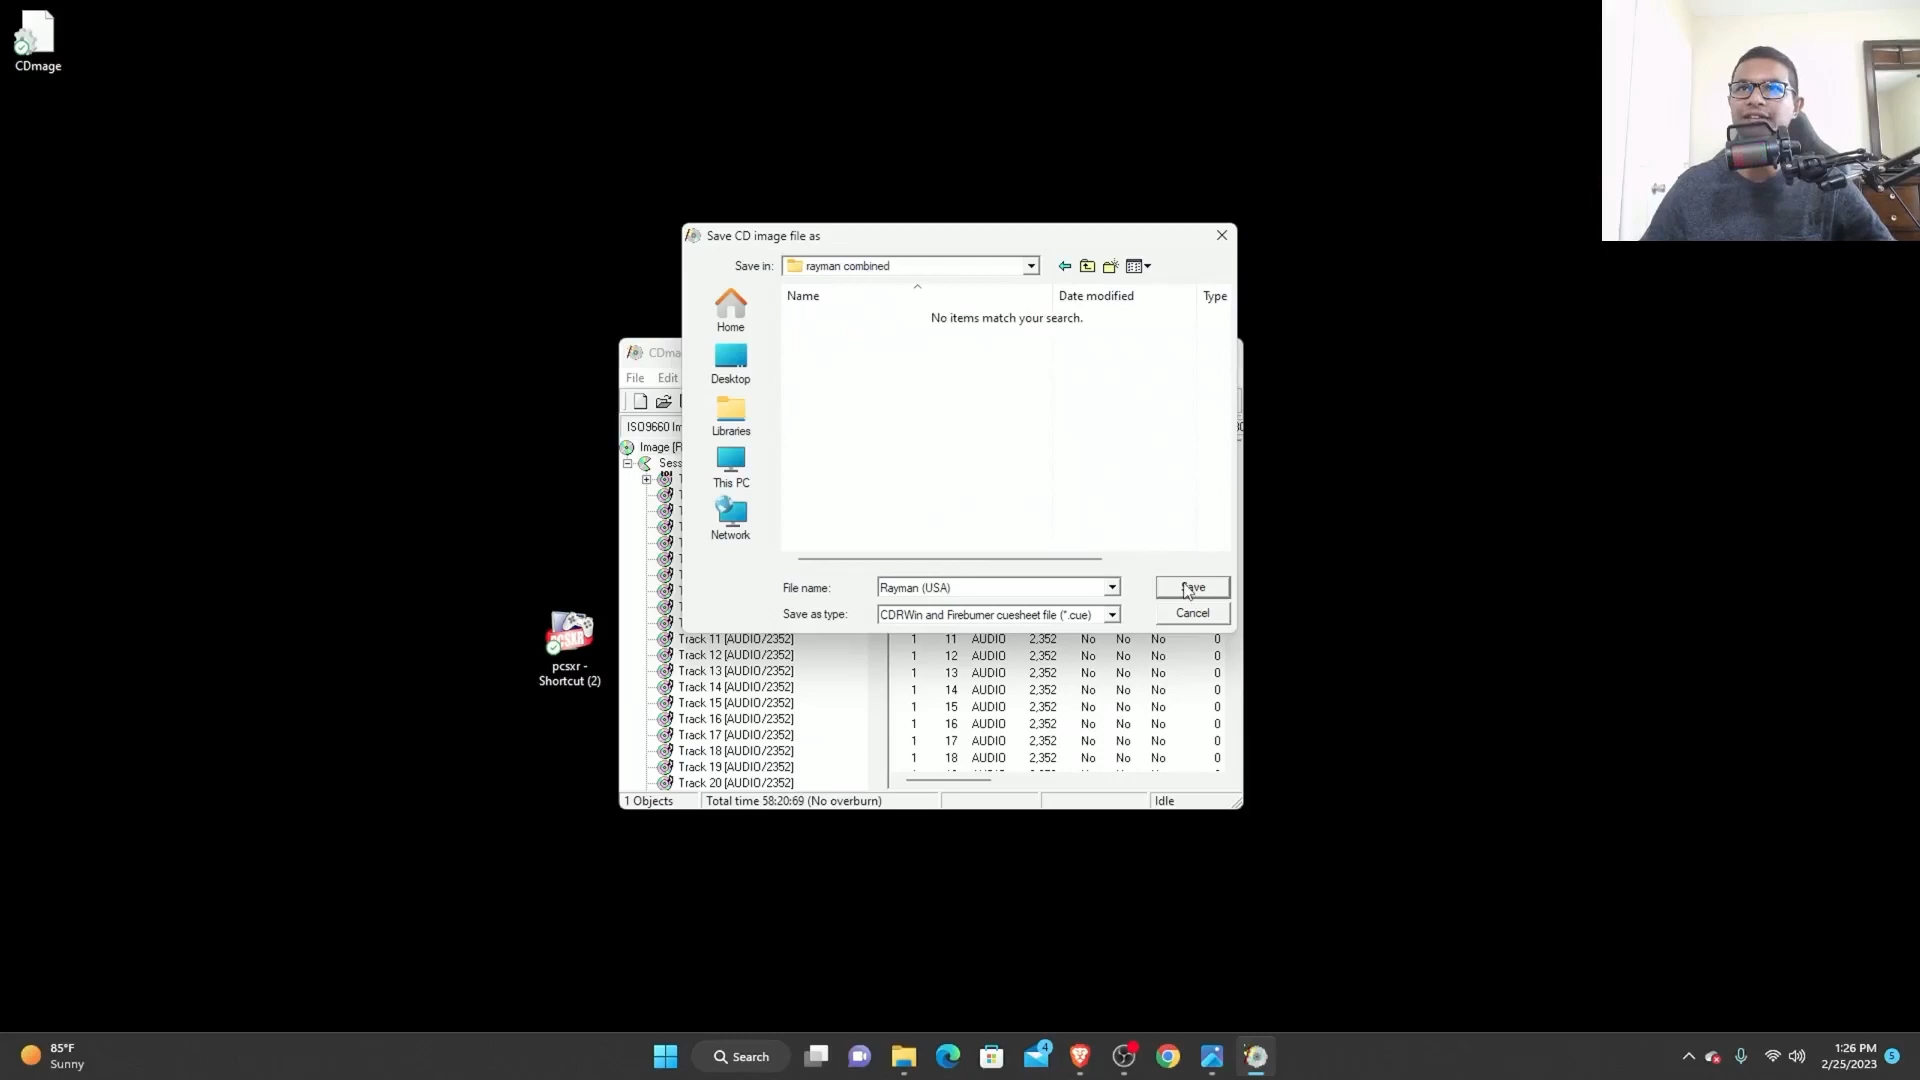 CDmage
Save CD image file as
Save in:
rayman combined
Name
Date modified
Type
No items match your search.
Home
Desktop
Libraries
This PC
Network
File name:
Rayman (USA)
Save
Save as type:
CDRWin and Fireburner cuesheet file (*.cue)
Cancel
CDma
File Edit
ISO9660 Im
Image [R
Sess
Track 11 [AUDIO/2352]
Track 12 [AUDIO/2352]
Track 13 [AUDIO/2352]
Track 14 [AUDIO/2352]
Track 15 [AUDIO/2352]
Track 16 [AUDIO/2352]
Track 17 [AUDIO/2352]
Track 18 [AUDIO/2352]
Track 19 [AUDIO/2352]
Track 20 [AUDIO/2352]
1 11 AUDIO 2,352 No No No 0
1 12 AUDIO 2,352 No No No 0
1 13 AUDIO 2,352 No No No 0
1 14 AUDIO 2,352 No No No 0
1 15 AUDIO 2,352 No No No 0
1 16 AUDIO 2,352 No No No 0
1 17 AUDIO 2,352 No No No 0
1 18 AUDIO 2,352 No No No 0
1 Objects
Total time 58:20:69 (No overburn)
Idle
PCSXR
pcsxr -
Shortcut (2)
85°F
Sunny
Search
4
1:26 PM
2/25/2023
5